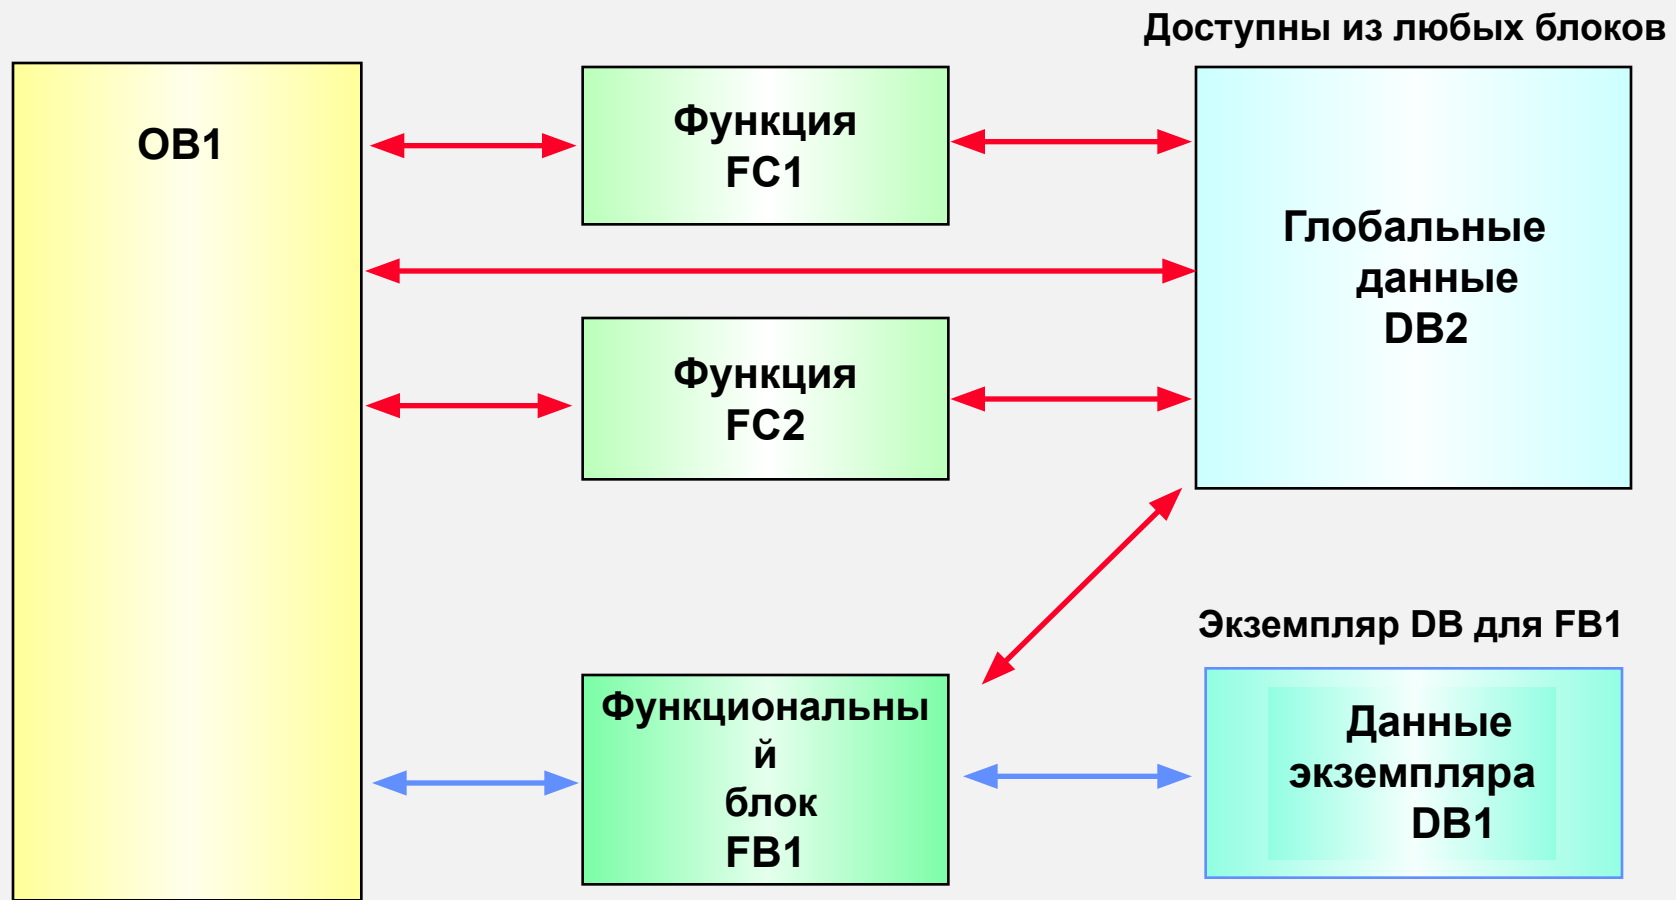 Доступны из любых блоков
OB1
Функция
FC1
Глобальные
данные
DB2
Функция
FC2
Экземпляр DB для FB1
Функциональны
й
блок
FB1
Данные
экземпляра
DB1